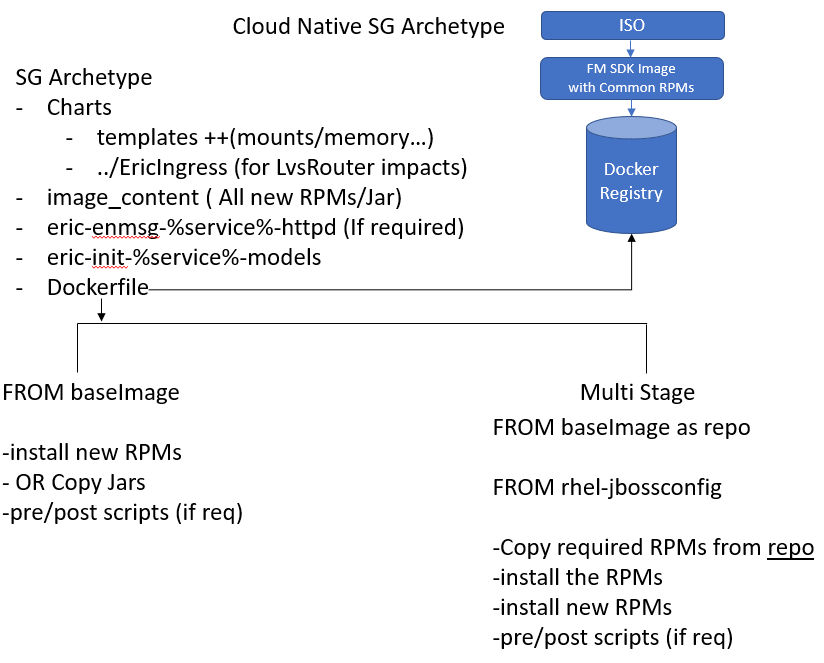 Cloud Native SG Archetype
ISO
FM SDK Image
with Common RPMs
Docker
Registry
SG Archetype
- Charts
- templates ++(mounts/memory...)
- ../EricIngress (for LvsRouter impacts)
- image_content ( All new RPMs/Jar)
- eric-enmsg-%service%-httpd (If required)
- eric-init-%service%-models
- Dockerfile
FROM baseImage
-install new RPMs
- OR Copy Jars
-pre/post scripts (if req)
Multi Stage
FROM baseImage as repo
FROM rhel-jbossconfig
-Copy required RPMs from repo
-install the RPMs
-install new RPMs
-pre/post scripts (if req)